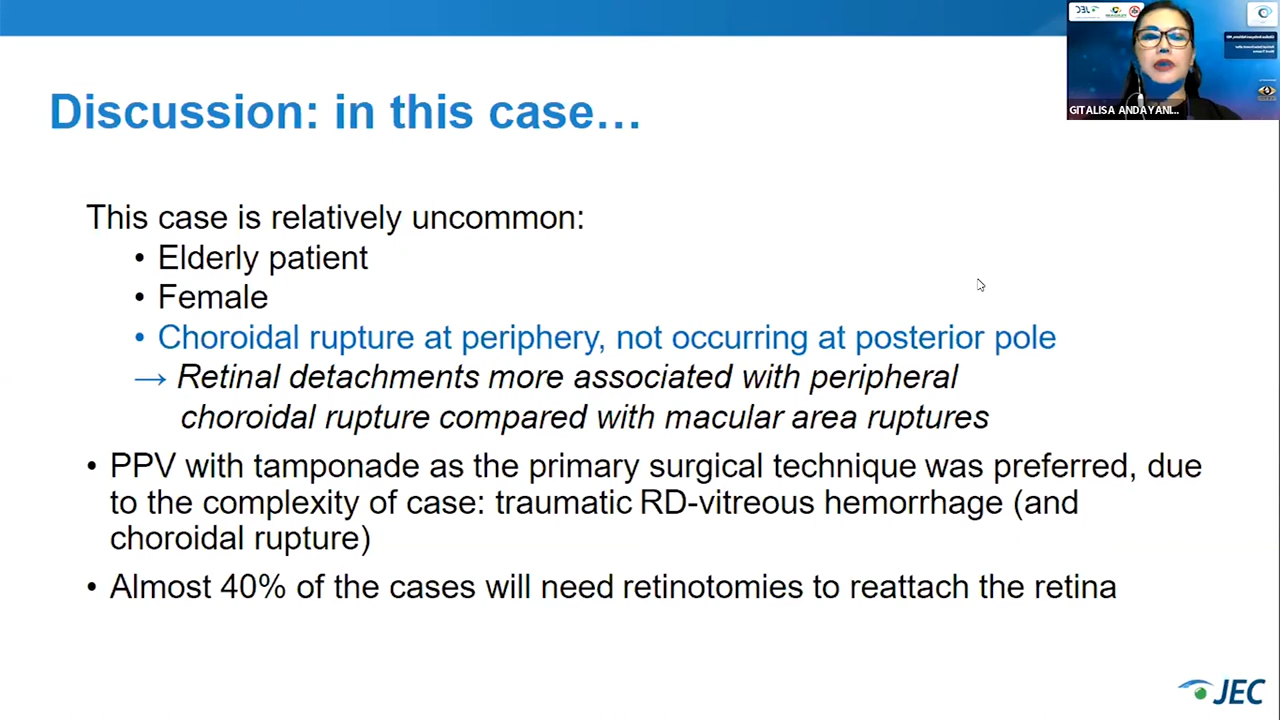 JEC
GITALISA ANDAYANI...
Discussion: in this case…
This case is relatively uncommon:
• Elderly patient
• Female
• Choroidal rupture at periphery, not occurring at posterior pole
→ Retinal detachments more associated with peripheral
choroidal rupture compared with macular area ruptures
• PPV with tamponade as the primary surgical technique was preferred, due
to the complexity of case: traumatic RD-vitreous hemorrhage (and
choroidal rupture)
• Almost 40% of the cases will need retinotomies to reattach the retina
JEC